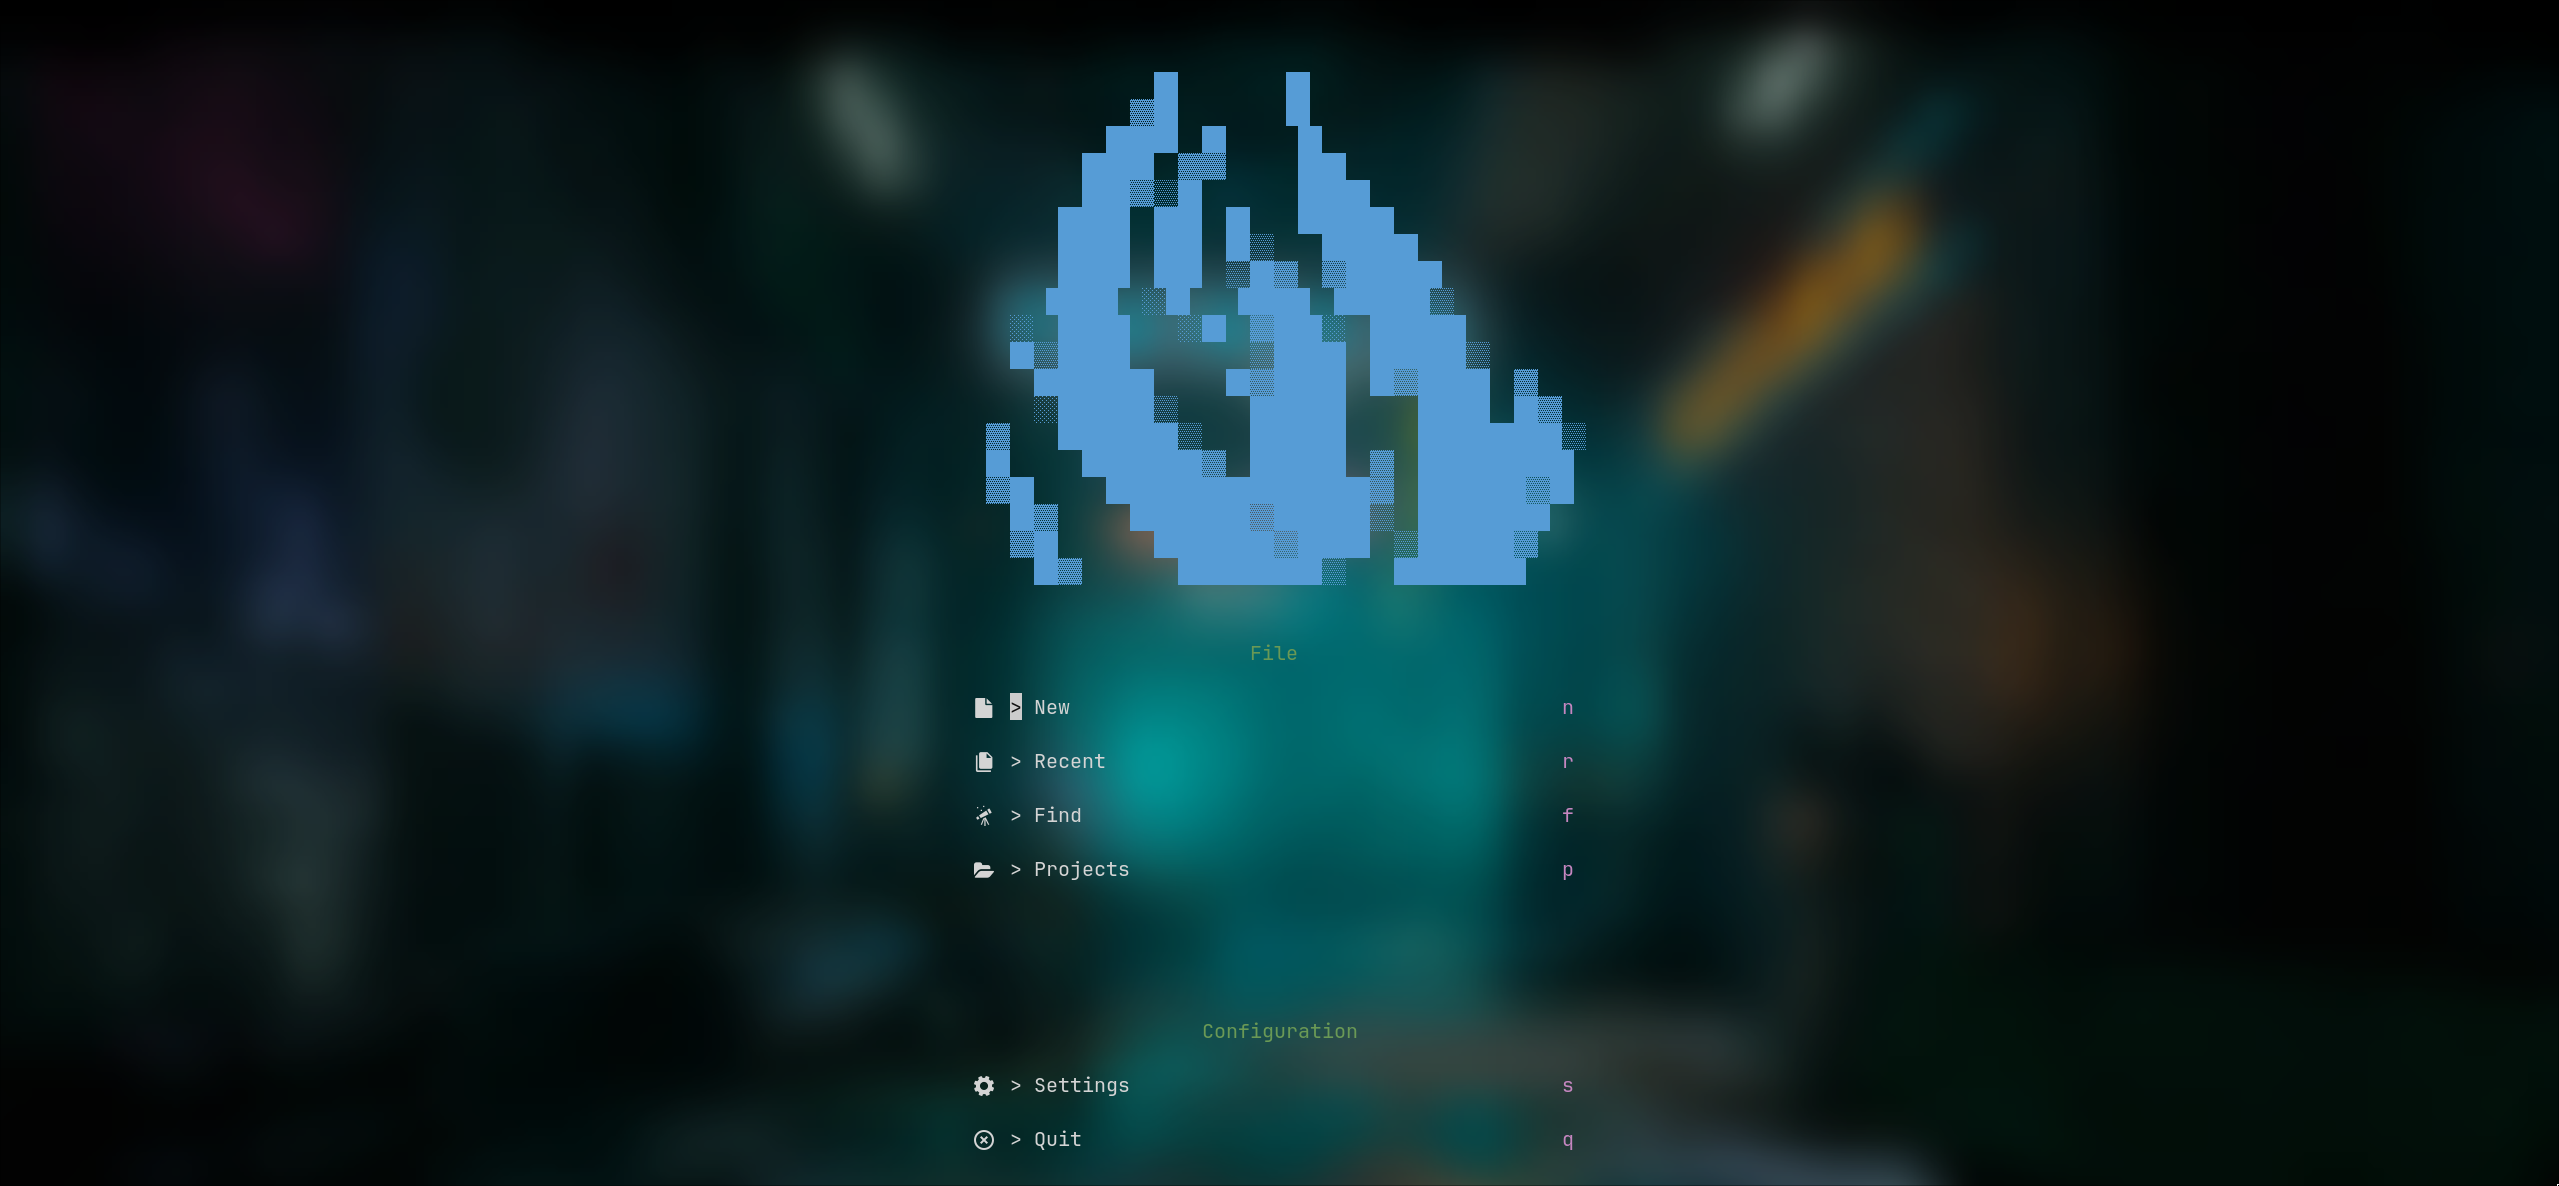 File
> New n
> Recent r
> Find f
> Projects p
Configuration
> Settings s
> Quit q